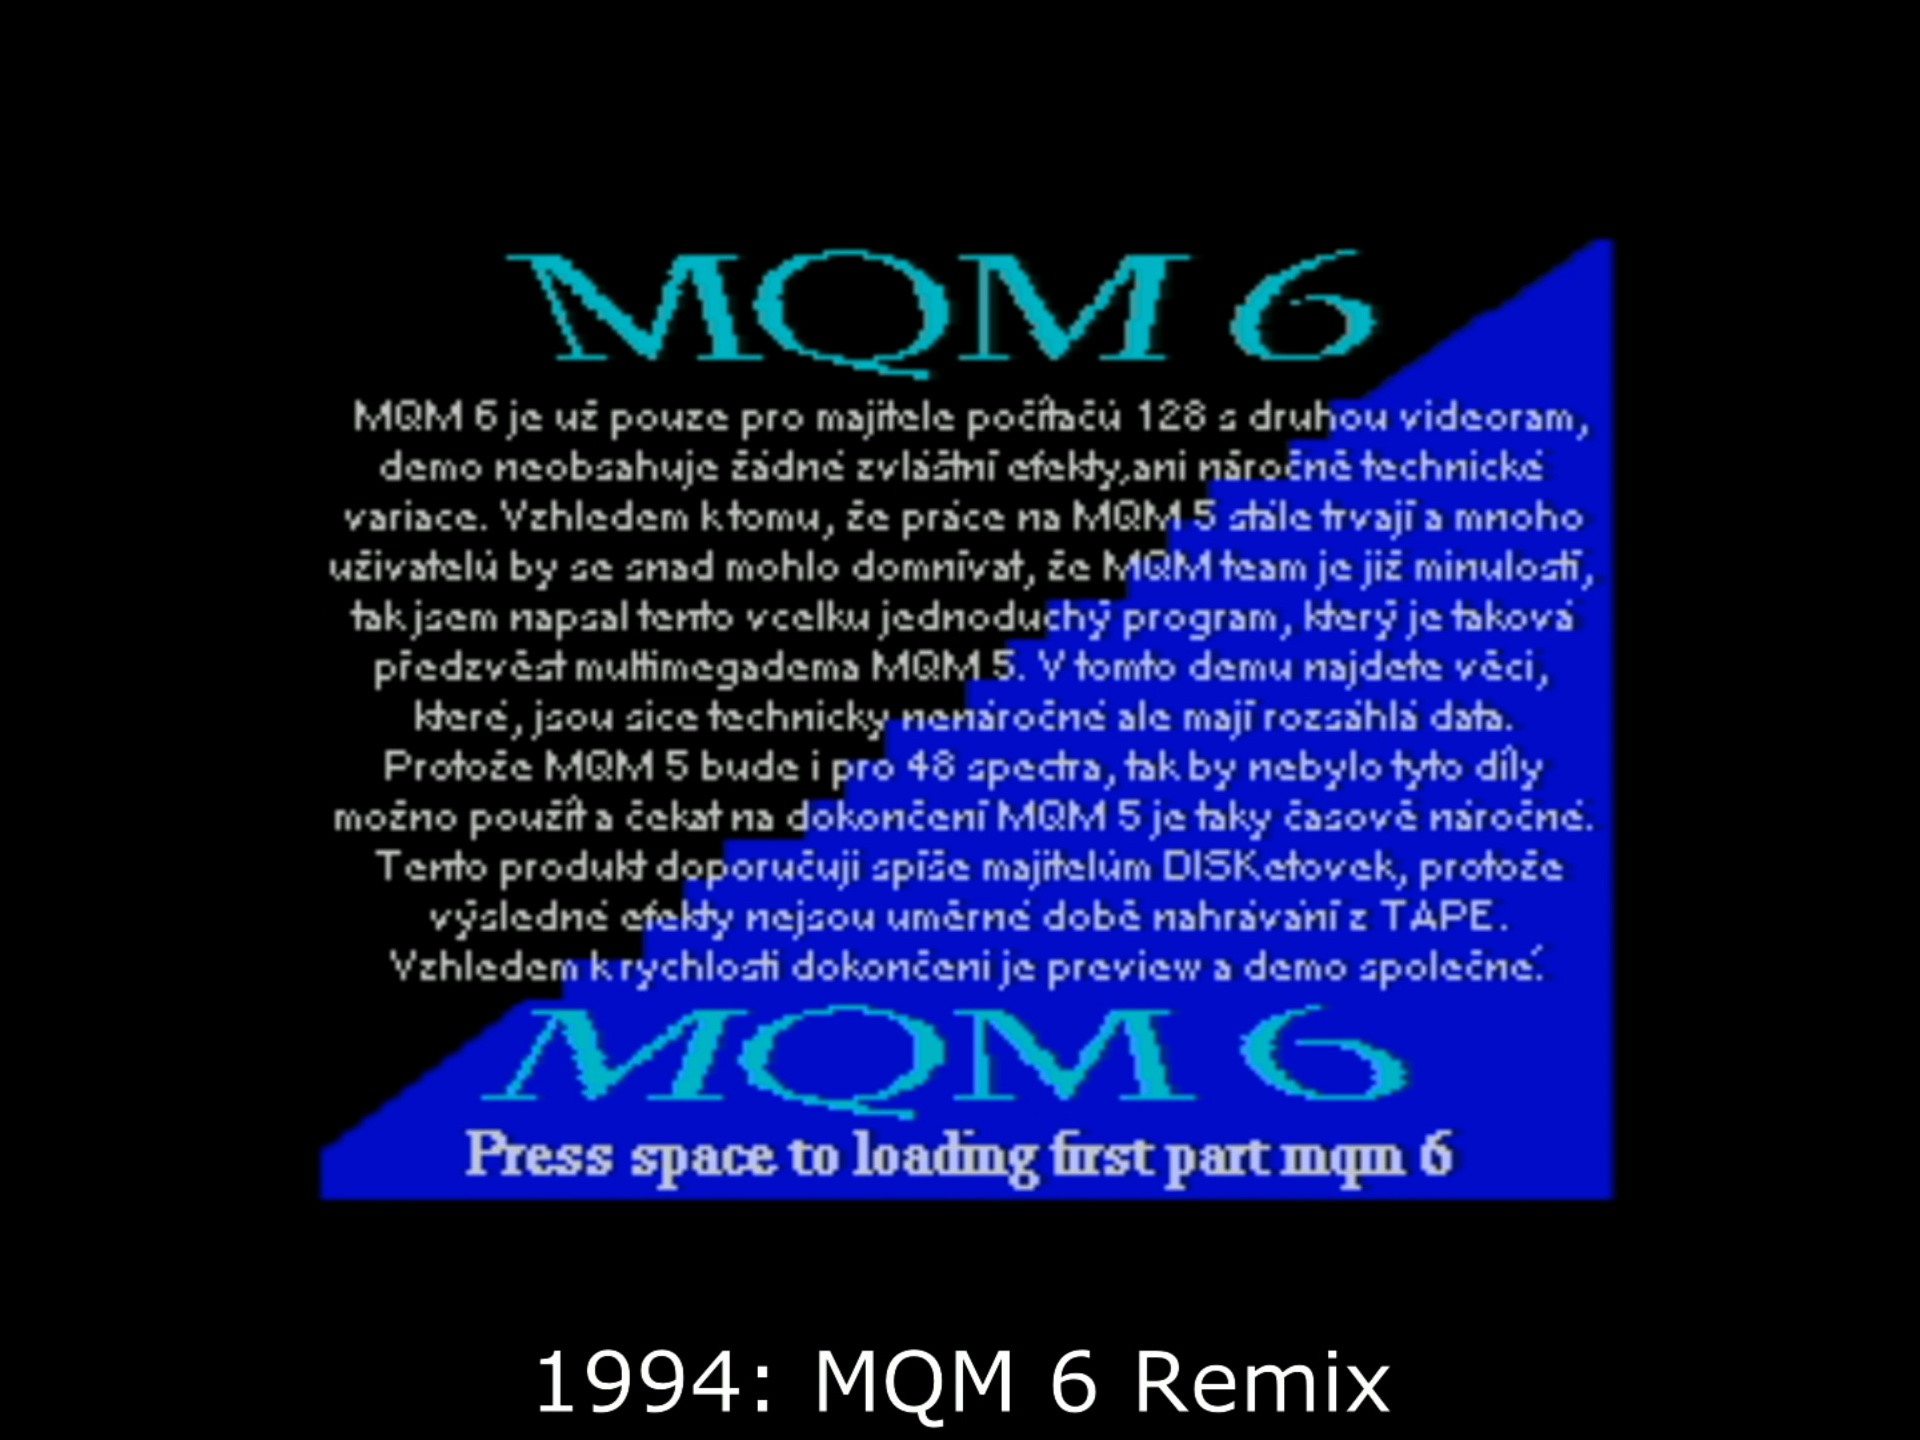 MQM 6
MQM 6 je už pouze pro majitele počítačů 128 s druhou videoram,
demo neobsahuje žádné zvláštní efekty,ani náročné technické
variace. Vzhledem k tomu, že práce na MQM 5 stále trvají a mnoho
uživatelů by se snad mohlo domnívat, že MQM team je již minulostí,
tak jsem napsal tento vcelku jednoduchý program, který je taková
předzvěst multimegadema MQM 5. V tomto demu najdete věci,
které, jsou sice technicky nenáročné ale mají rozsáhlá data.
Protože MQM 5 bude i pro 48 spectra, tak by nebylo tyto díly
možno použít a čekat na dokončení MQM 5 je taky časově náročné.
Tento produkt doporučuji spíše majitelům DISKetovek, protože
výsledné efekty nejsou uměrné době nahrávání z TAPE.
Vzhledem k rychlosti dokončení je preview a demo společné.
MQM 6
Press space to loading first part mqm 6
1994: MQM 6 Remix